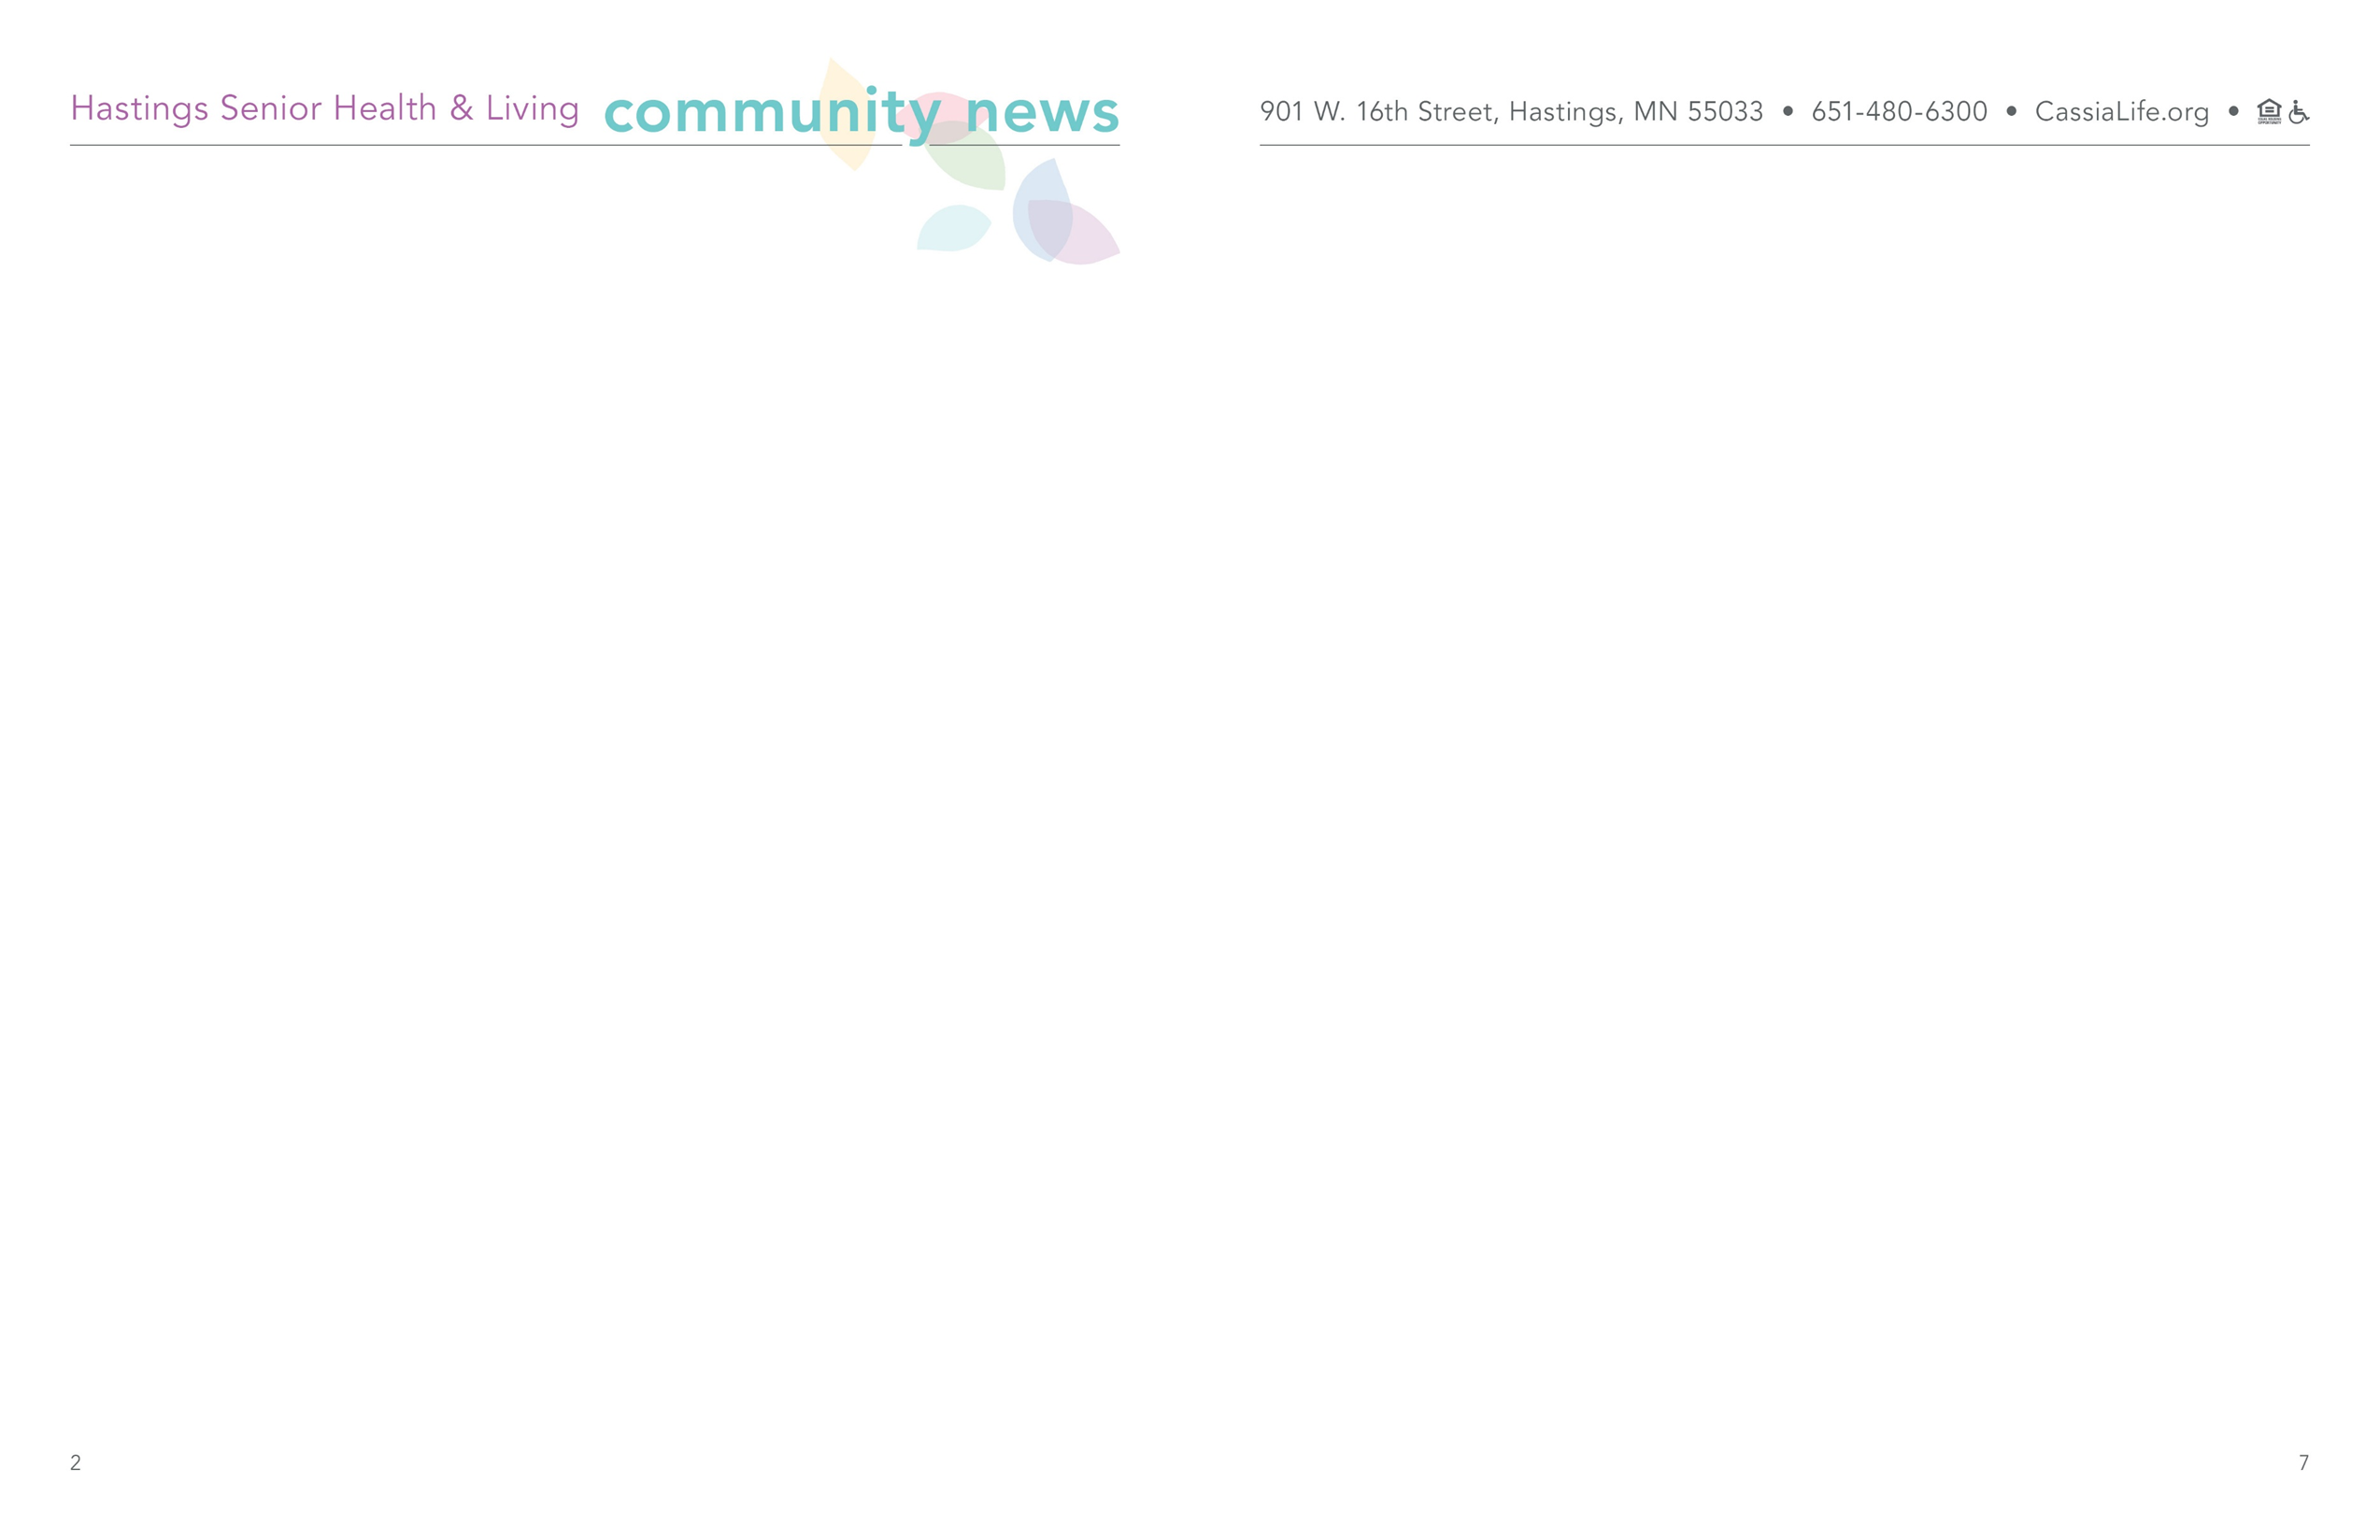 Hastings Senior Health & Living community news
901 W. 16th Street, Hastings, MN 55033 • 651-480-6300 • CassiaLife.org •
2
7